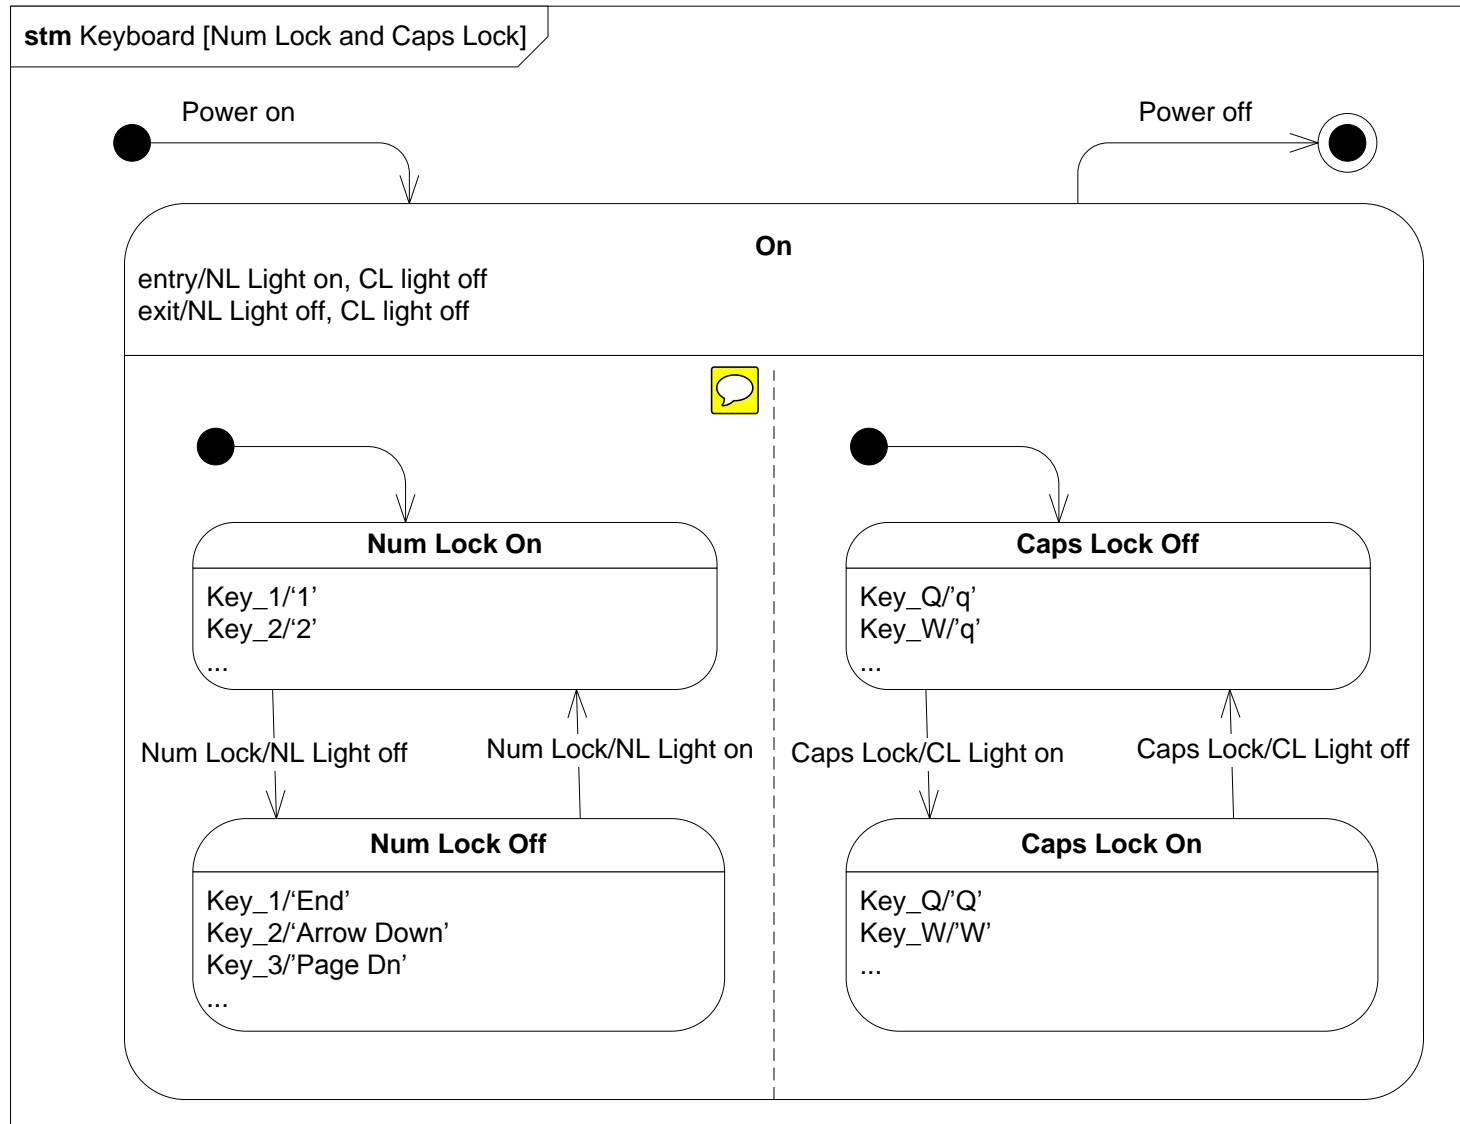 stm Keyboard [Num Lock and Caps Lock]
Power on
Power off
On
entry/NL Light on, CL light off
exit/NL Light off, CL light off
Num Lock On
Key_1/‘1’
Key_2/‘2’
...
Caps Lock Off
Key_Q/’q’
Key_W/’q’
...
Num Lock/NL Light off
Num Lock/NL Light on
Caps Lock/CL Light on
Caps Lock/CL Light off
Num Lock Off
Key_1/‘End’
Key_2/‘Arrow Down’
Key_3/’Page Dn’
...
Caps Lock On
Key_Q/’Q’
Key_W/’W’
...